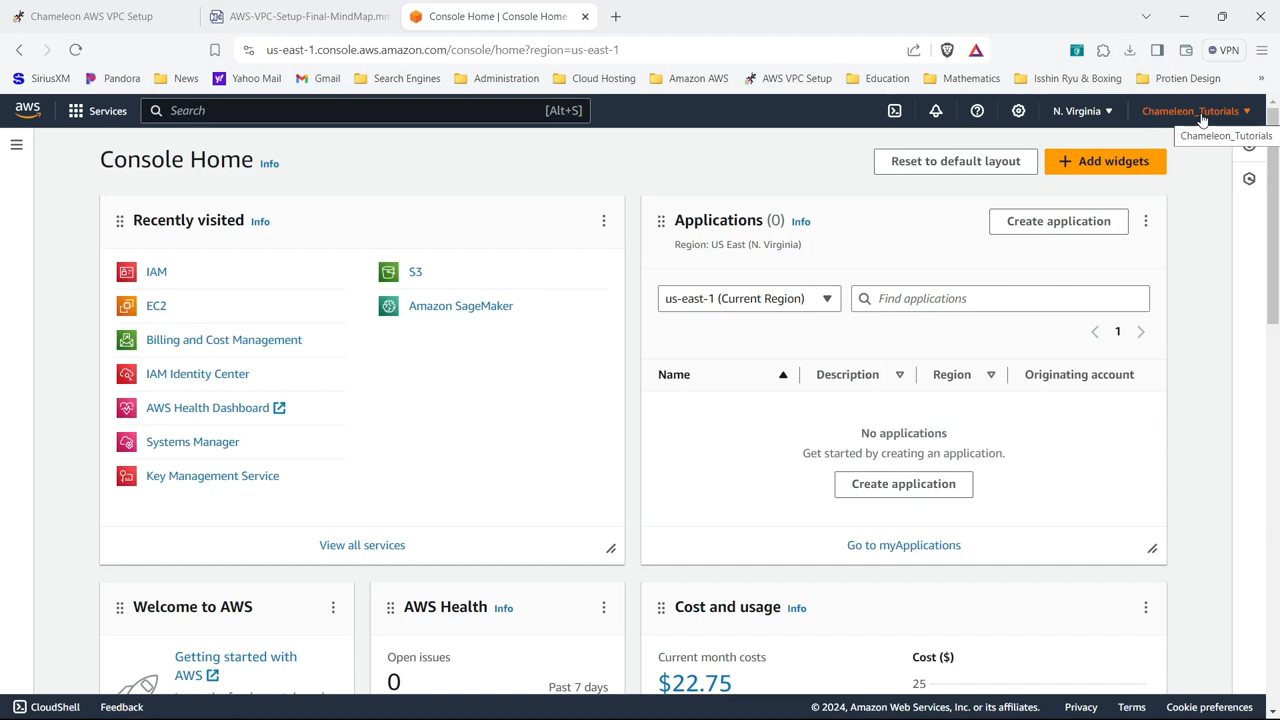 Chameleon AWS VPC Setup
AWS-VPC-Setup-Final-MindMap.mm
Console Home | Console Home
us-east-1.console.aws.amazon.com/console/home?region=us-east-1
VPN
SiriusXM
Pandora
News
Yahoo Mail
Gmail
Search Engines
Administration
Cloud Hosting
Amazon AWS
AWS VPC Setup
Education
Mathematics
Isshin Ryu & Boxing
Protien Design
»
aws
Services
Search
[Alt+S]
N. Virginia
Chameleon_Tutorials
Chameleon_Tutorials
Console Home Info
Reset to default layout
+ Add widgets
Recently visited Info
IAM
EC2
Billing and Cost Management
IAM Identity Center
AWS Health Dashboard
Systems Manager
Key Management Service
S3
Amazon SageMaker
View all services
Applications (0) Info
Region: US East (N. Virginia)
Create application
us-east-1 (Current Region)
Find applications
1
Name
Description
Region
Originating account
No applications
Get started by creating an application.
Create application
Go to myApplications
Welcome to AWS
Getting started with
AWS
AWS Health Info
Open issues
0
Past 7 days
Cost and usage Info
Current month costs
$22.75
Cost ($)
25
CloudShell
Feedback
© 2024, Amazon Web Services, Inc. or its affiliates.
Privacy
Terms
Cookie preferences